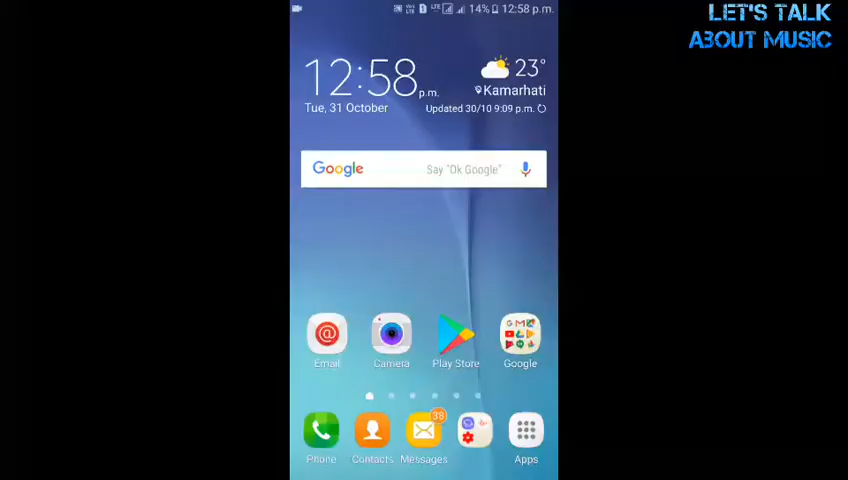 LET'S TALK
ABOUT MUSIC
14% 12:58 p.m.
12:58 p.m.
23°
Kamarhati
Tue, 31 October
Updated 30/10 9:09 p.m.
Google
Say "Ok Google"
Email
Camera
Play Store
Google
38
Phone
Contacts
Messages
Apps